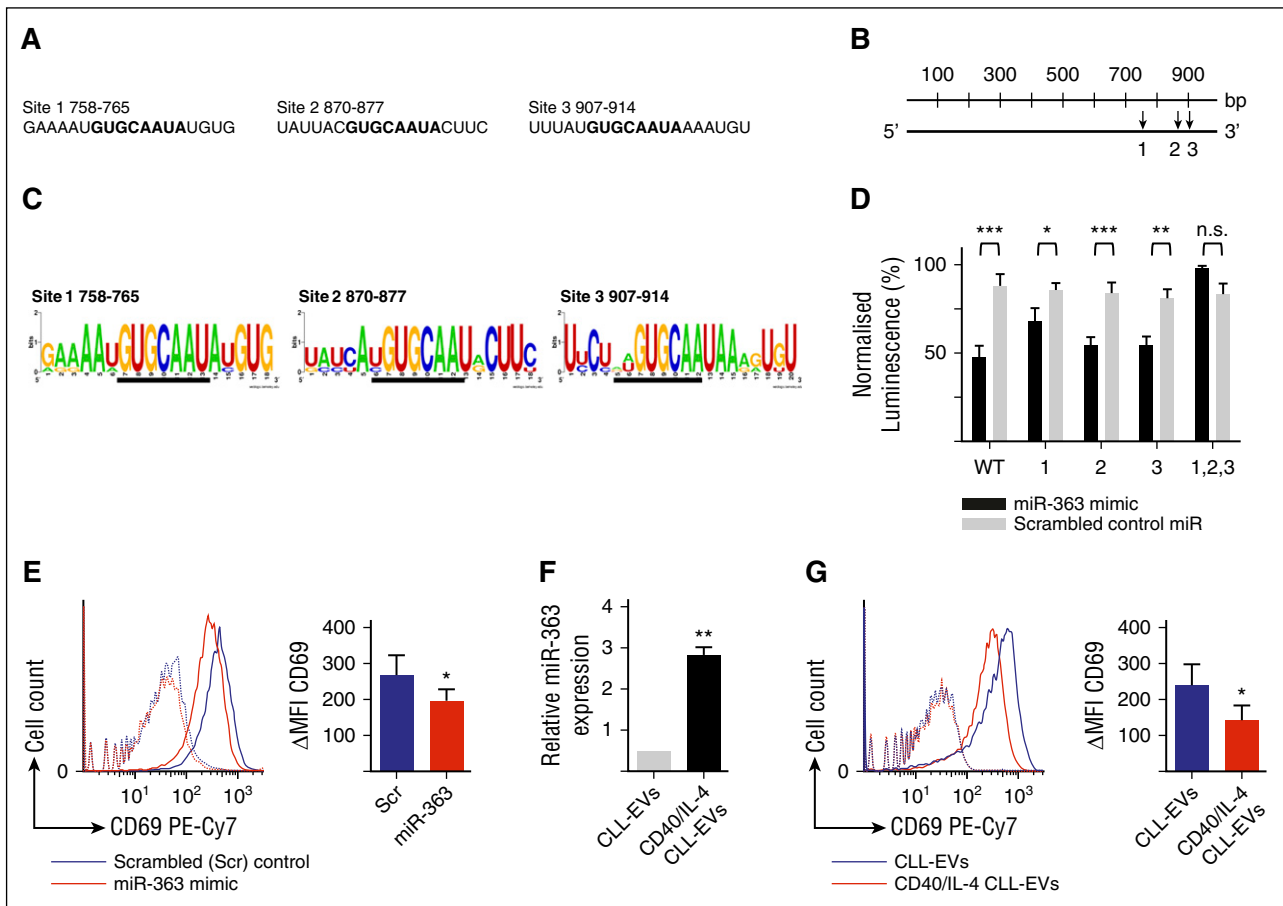 A
Site 1 758-765
GAAAAUGUGCAAUAUGUG
Site 2 870-877
UAUUACGUGCAAUACUUC
Site 3 907-914
UUUAUGUGCAAUAAAAUGU
B
100 300 500 700 900
bp
5’ 3’
1 2 3
C
Site 1 758-765
Site 2 870-877
Site 3 907-914
bits
2
1
0
5'
3'
D
*** * *** ** n.s.
Normalised
Luminescence (%)
100
50
WT 1 2 3 1,2,3
miR-363 mimic
Scrambled control miR
E
Cell count
0
10¹ 10² 10³
CD69 PE-Cy7
Scrambled (Scr) control
miR-363 mimic
ΔMFI CD69
400
300
200
100
*
Scr
miR-363
F
Relative miR-363
expression
4
3
2
1
**
CLL-EVs
CD40/IL-4
CLL-EVs
G
Cell count
0
10¹ 10² 10³
CD69 PE-Cy7
CLL-EVs
CD40/IL-4 CLL-EVs
ΔMFI CD69
400
300
200
100
*
CLL-EVs
CD40/IL-4
CLL-EVs